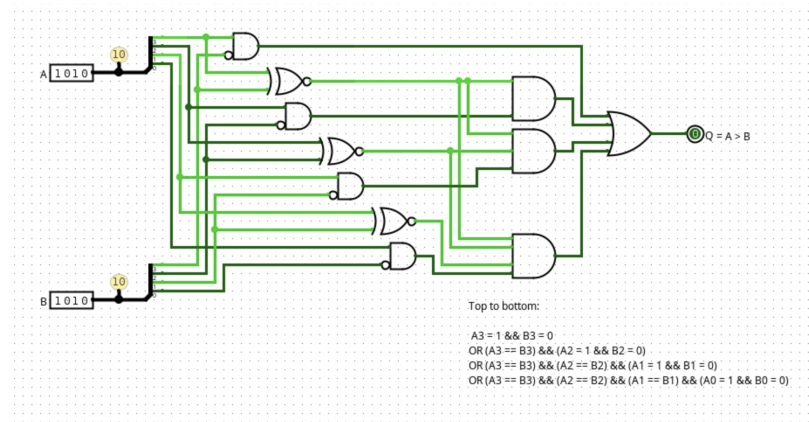 10
A 1010
Q = A > B
10
B 1010
Top to bottom:
A3 = 1 && B3 = 0
OR (A3 == B3) && (A2 = 1 && B2 = 0)
OR (A3 == B3) && (A2 == B2) && (A1 = 1 && B1 = 0)
OR (A3 == B3) && (A2 == B2) && (A1 == B1) && (A0 = 1 && B0 = 0)